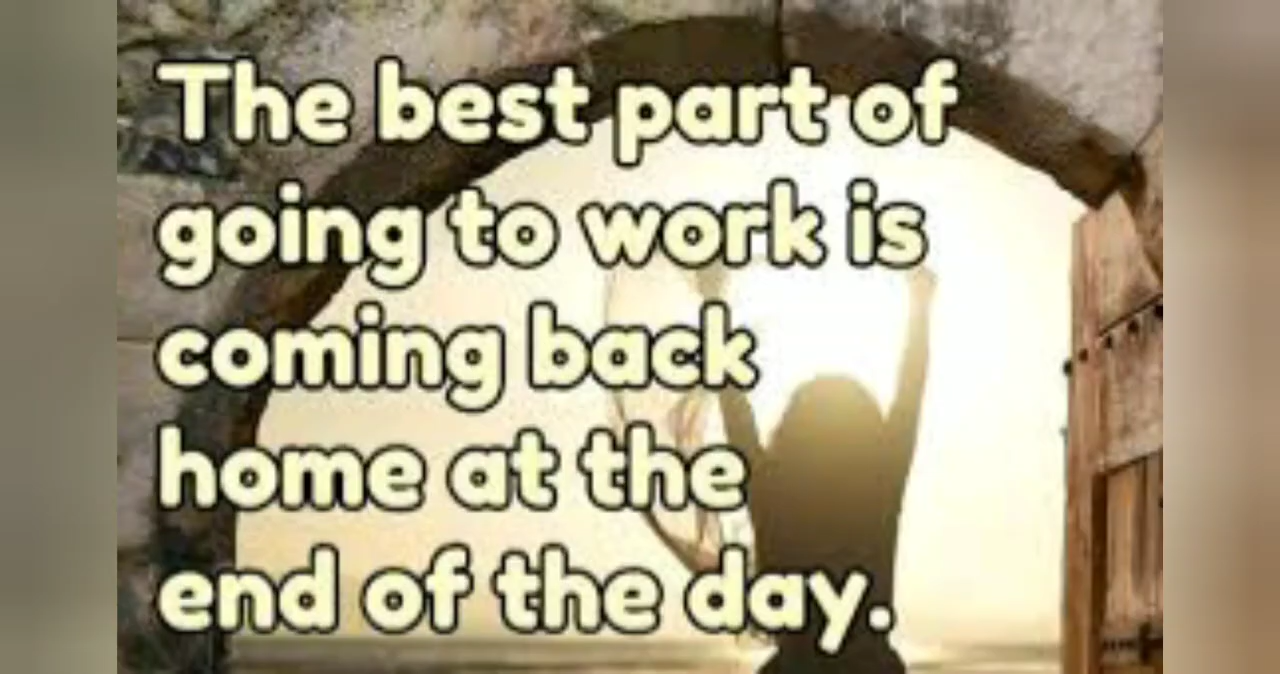 The best part of
going to work is
coming back
home at the
end of the day.